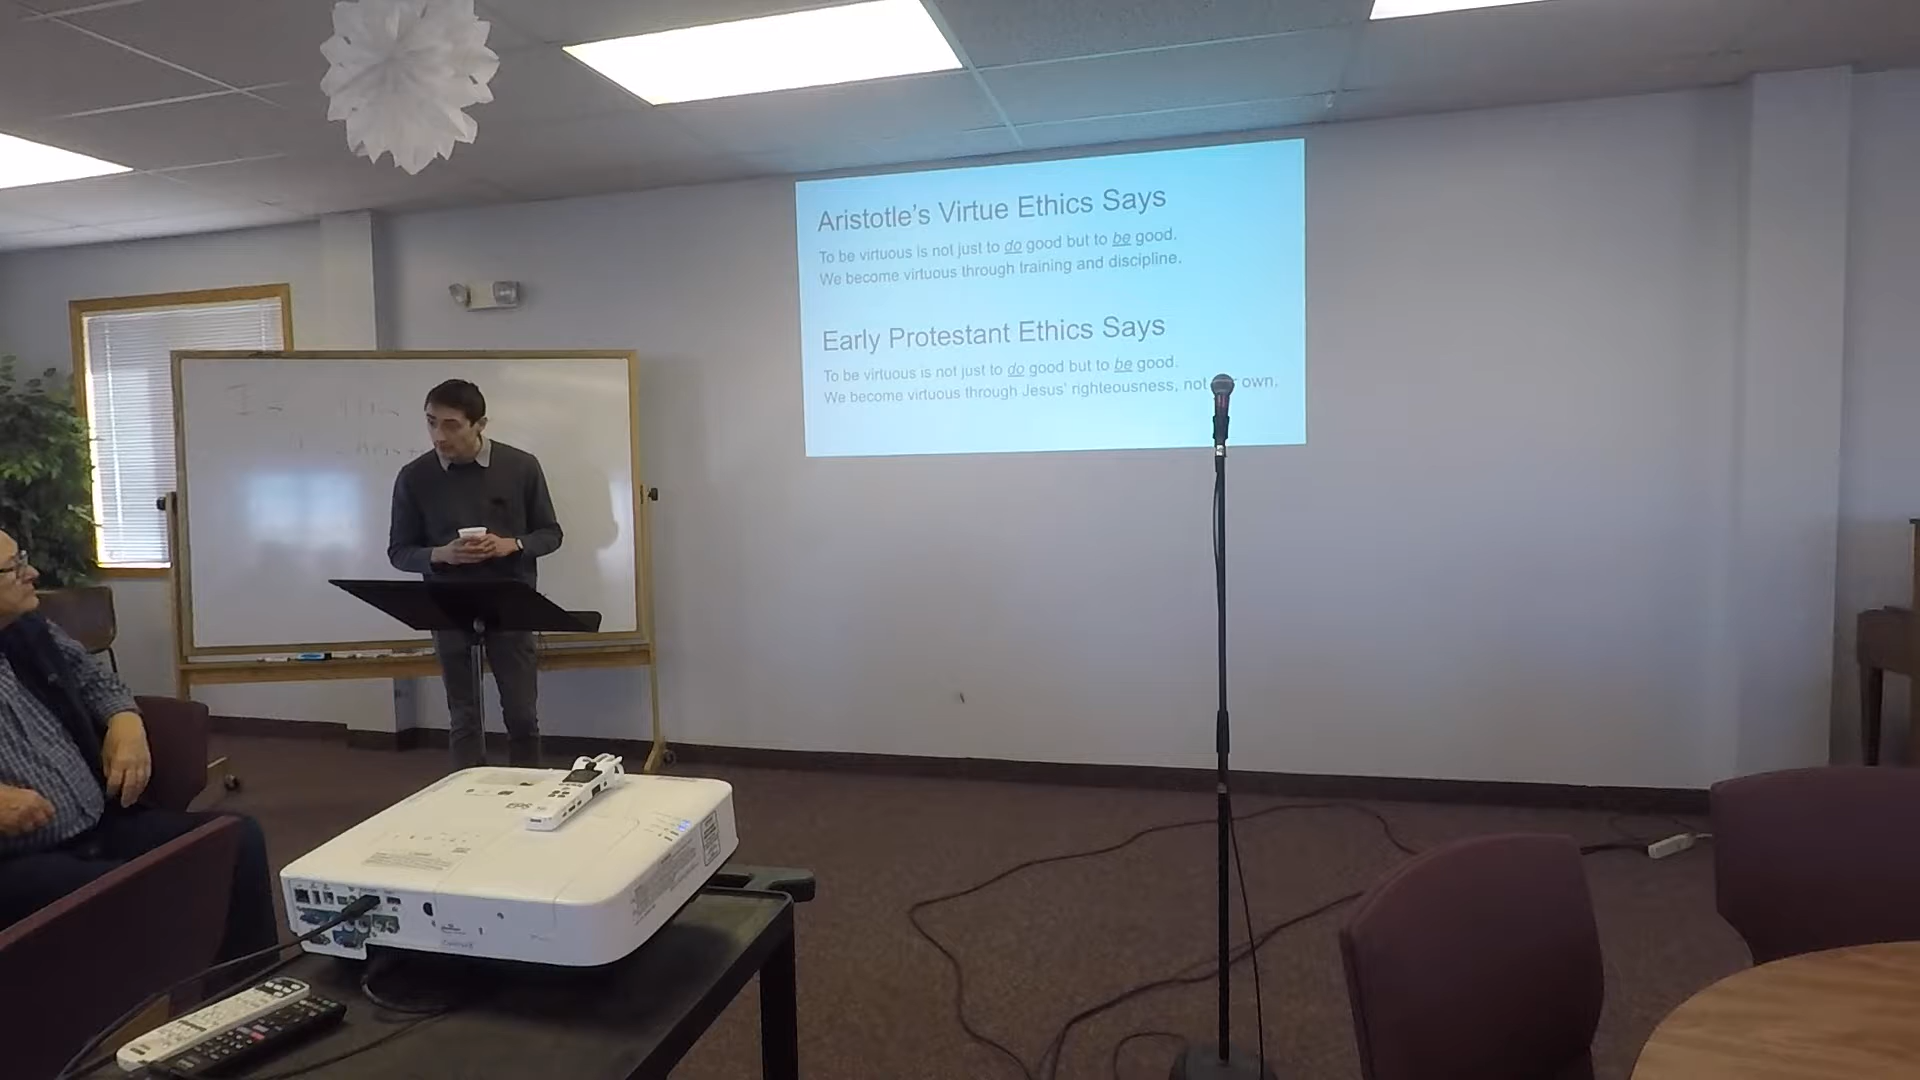 Aristotle's Virtue Ethics Says
To be virtuous is not just to do good but to be good.
We become virtuous through training and discipline.
Early Protestant Ethics Says
To be virtuous is not just to do good but to be good.
We become virtuous through Jesus' righteousness, not own.